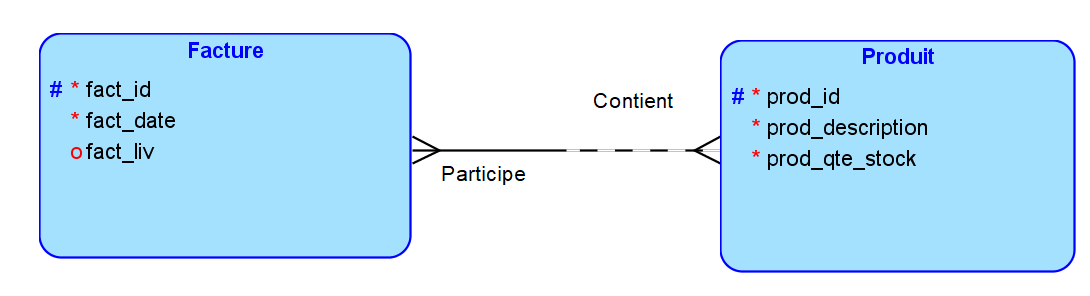 Facture
# * fact_id
* fact_date
o fact_liv
Contient
Participe
Produit
# * prod_id
* prod_description
* prod_qte_stock